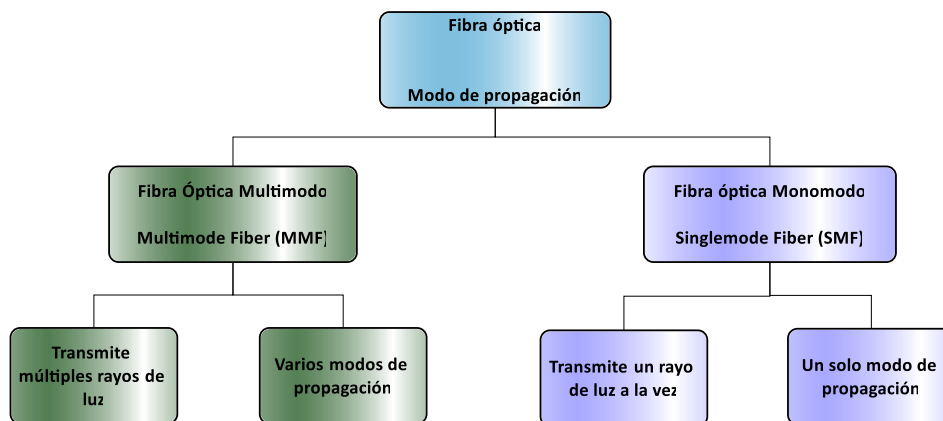 Fibra óptica
Modo de propagación
Fibra Óptica Multimodo
Multimode Fiber (MMF)
Fibra óptica Monomodo
Singlemode Fiber (SMF)
Transmite
múltiples rayos de
luz
Varios modos de
propagación
Transmite un rayo
de luz a la vez
Un solo modo de
propagación